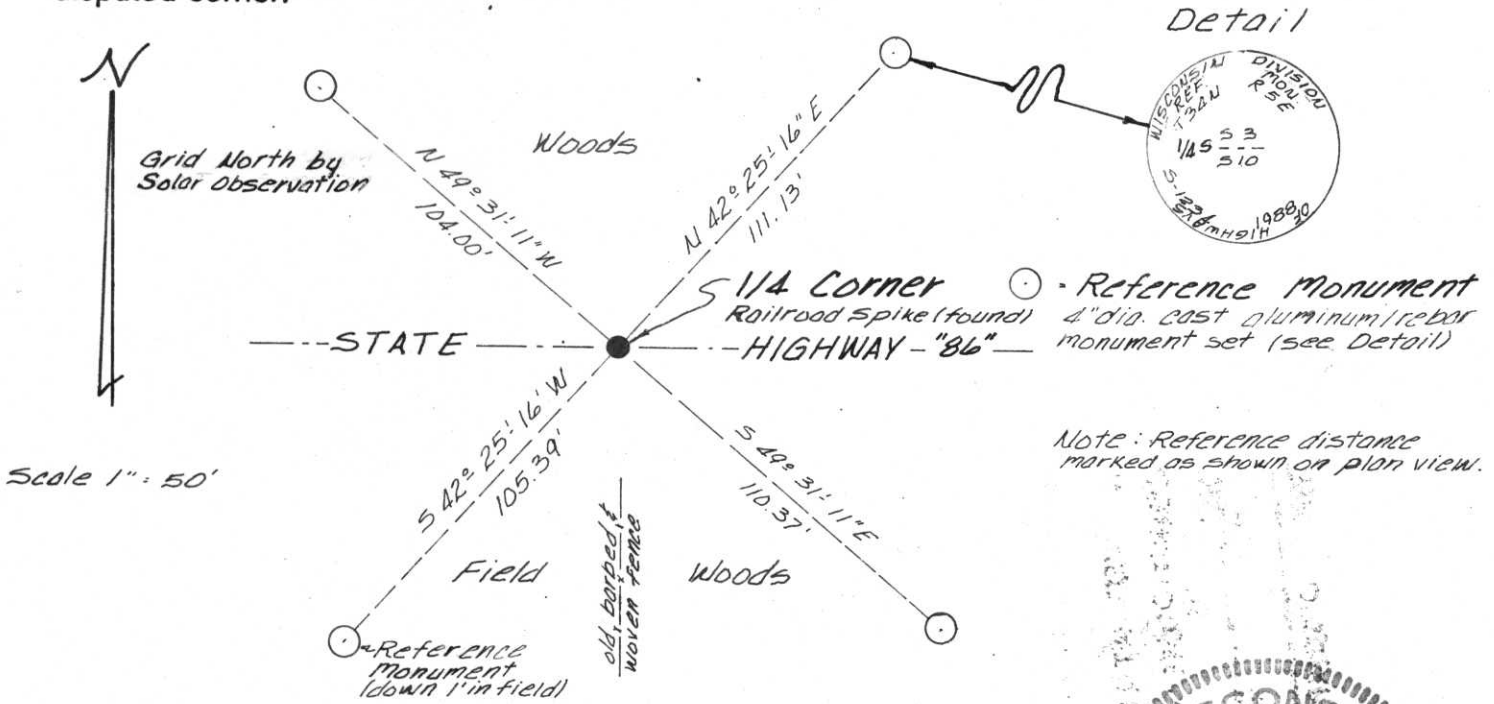 disputed corner.
Detail
N
WISCONSIN DIVISION
REF. MON.
T34N R5E
1/4 S S 3
S 10
S-1234
1988
OF
HIGHWAYS
Woods
Grid North by
Solar Observation
N 49° 31' 11" W
104.00'
N 42° 25' 16" E
111.13'
1/4 Corner
Railroad Spike (found)
- Reference Monument
4" dia. cast aluminum/rebar
monument set (see Detail)
STATE HIGHWAY - "86"
Scale 1" = 50'
S 42° 25' 16" W
105.39'
S 49° 31' 11" E
110.37'
Note: Reference distance
marked as shown on plan view.
Field
old, barbed &
woven fence
Woods
Reference
Monument
(down 1' in field)